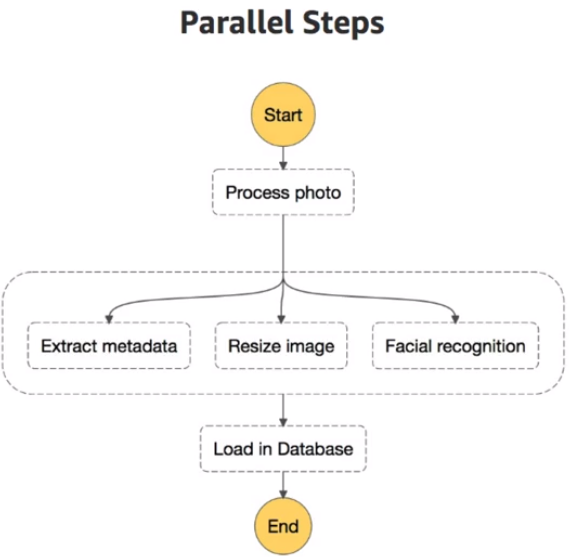 Parallel Steps
Start
Process photo
Extract metadata
Resize image
Facial recognition
Load in Database
End